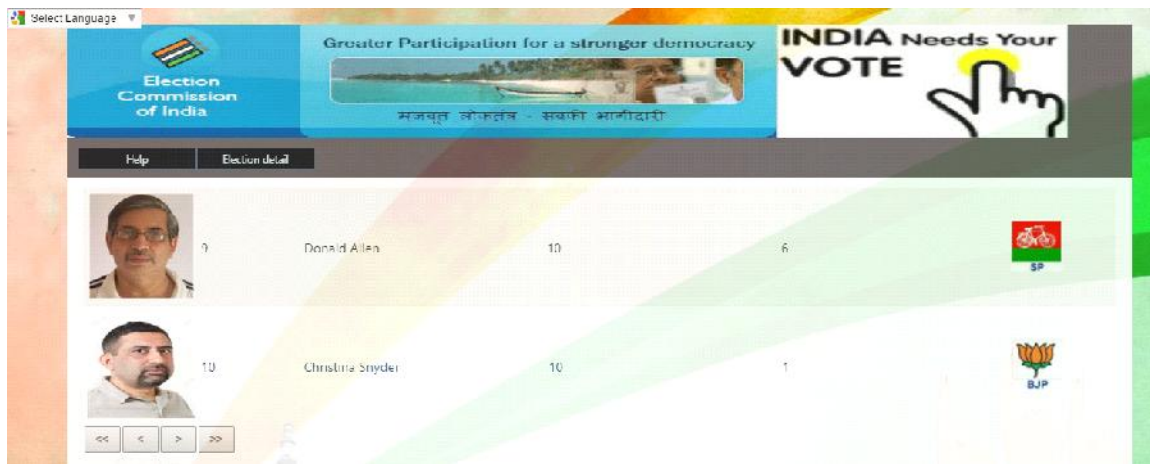 Select Language ▼
Election
Commission
of India
Greater Participation for a stronger democracy
मजबूत लोकतंत्र - सबकी भागीदारी
INDIA Needs Your
VOTE
Help
Election detail
9 Donald Allen 10 6
SP
10 Christina Snyder 10 1
BJP
<< < > >>